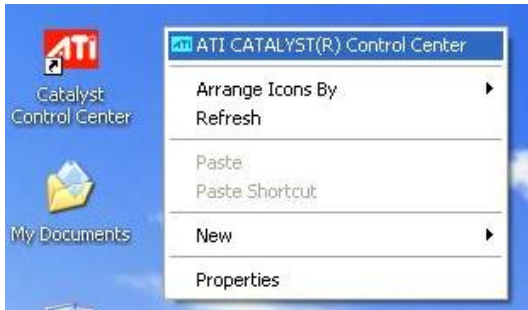 ATI
Catalyst
Control Center
My Documents
ATI ATI CATALYST(R) Control Center
Arrange Icons By
Refresh
Paste
Paste Shortcut
New
Properties